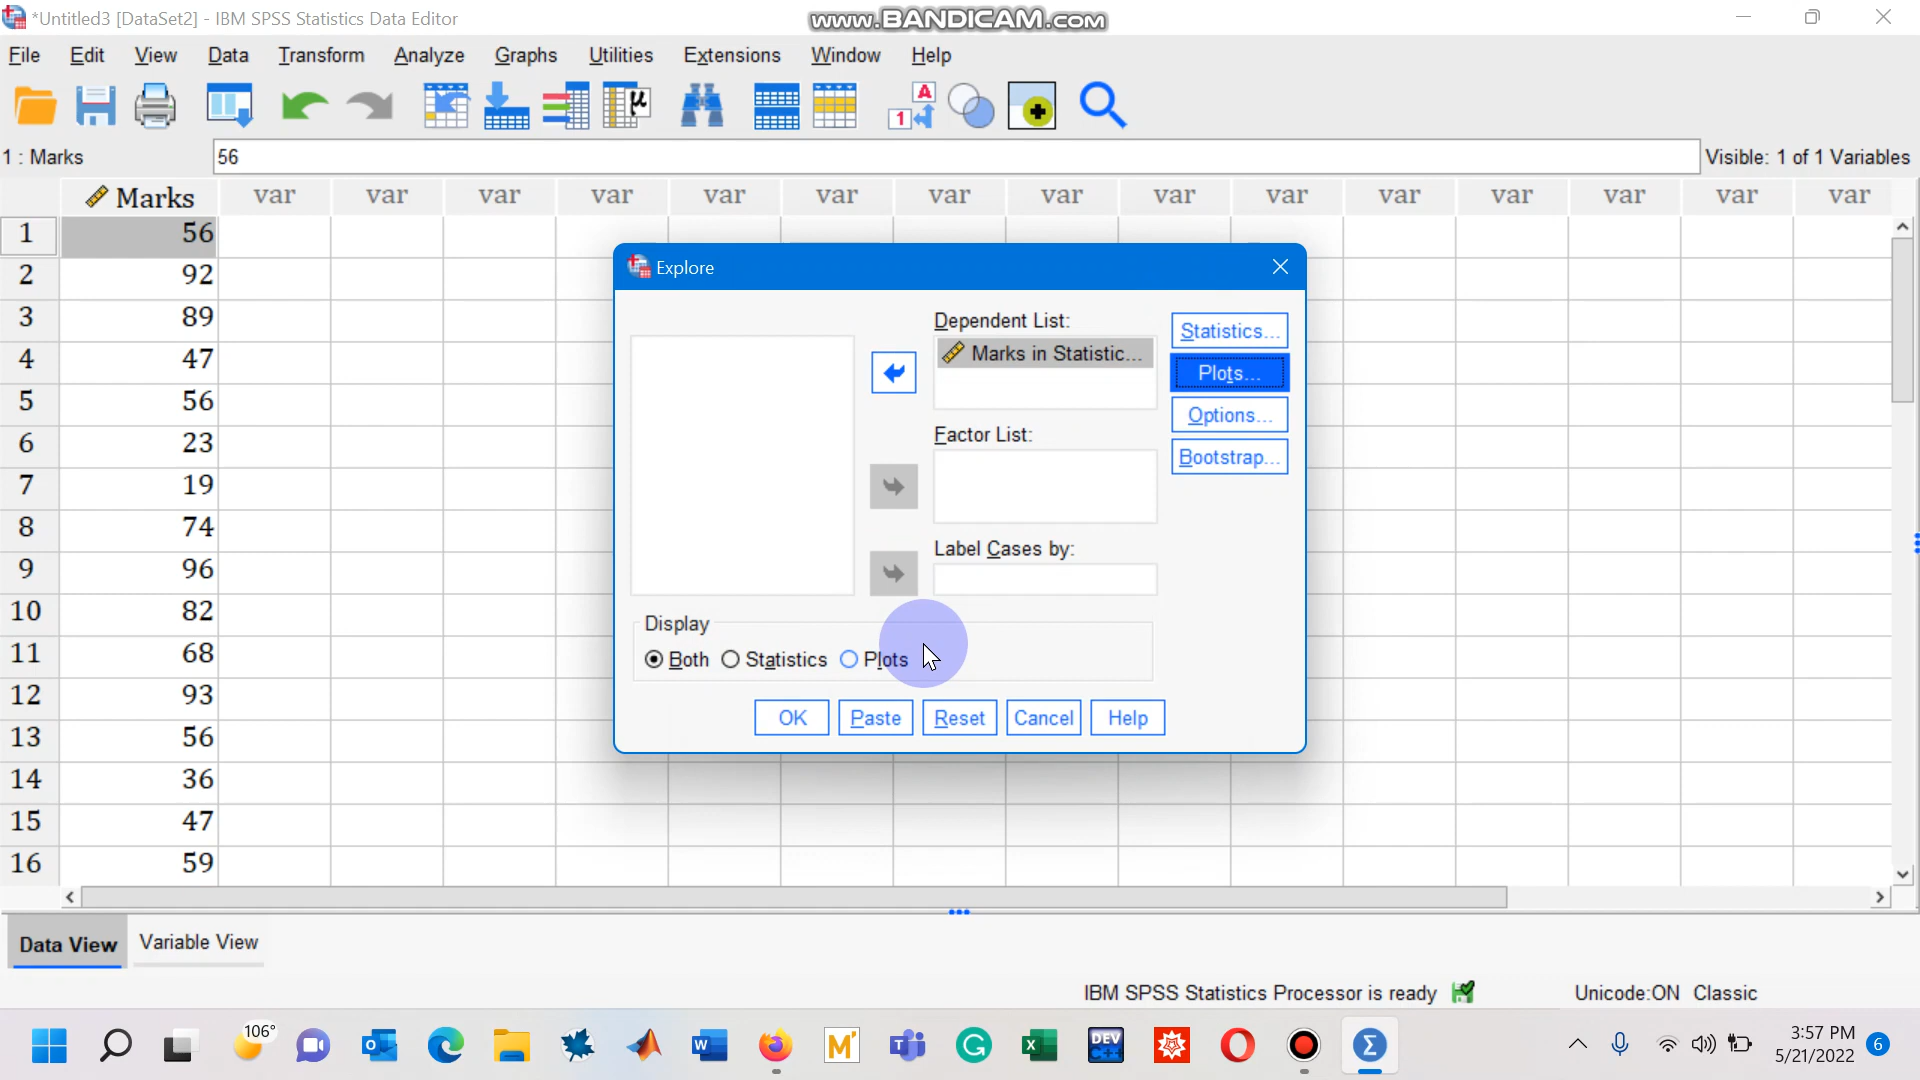 *Untitled3 [DataSet2] - IBM SPSS Statistics Data Editor
www.BANDICAM.com
File Edit View Data Transform Analyze Graphs Utilities Extensions Window Help
1 : Marks 56 Visible: 1 of 1 Variables
Marks var var var var var var var var var var var var var var var
1 56
2 92
3 89
4 47
5 56
6 23
7 19
8 74
9 96
10 82
11 68
12 93
13 56
14 36
15 47
16 59
Explore
Dependent List:
Marks in Statistic...
Factor List:
Label Cases by:
Statistics...
Plots...
Options...
Bootstrap...
Display
Both Statistics Plots
OK Paste Reset Cancel Help
Data View Variable View
IBM SPSS Statistics Processor is ready Unicode:ON Classic
106°
DEV C++
3:57 PM
5/21/2022
6